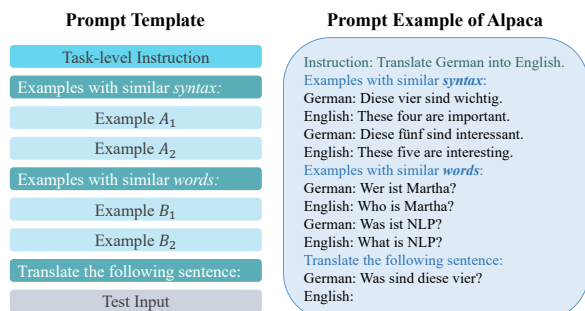 Prompt Template
Task-level Instruction
Examples with similar syntax:
Example A1
Example A2
Examples with similar words:
Example B1
Example B2
Translate the following sentence:
Test Input
Prompt Example of Alpaca
Instruction: Translate German into English.
Examples with similar syntax:
German: Diese vier sind wichtig.
English: These four are important.
German: Diese fünf sind interessant.
English: These five are interesting.
Examples with similar words:
German: Wer ist Martha?
English: Who is Martha?
German: Was ist NLP?
English: What is NLP?
Translate the following sentence:
German: Was sind diese vier?
English: